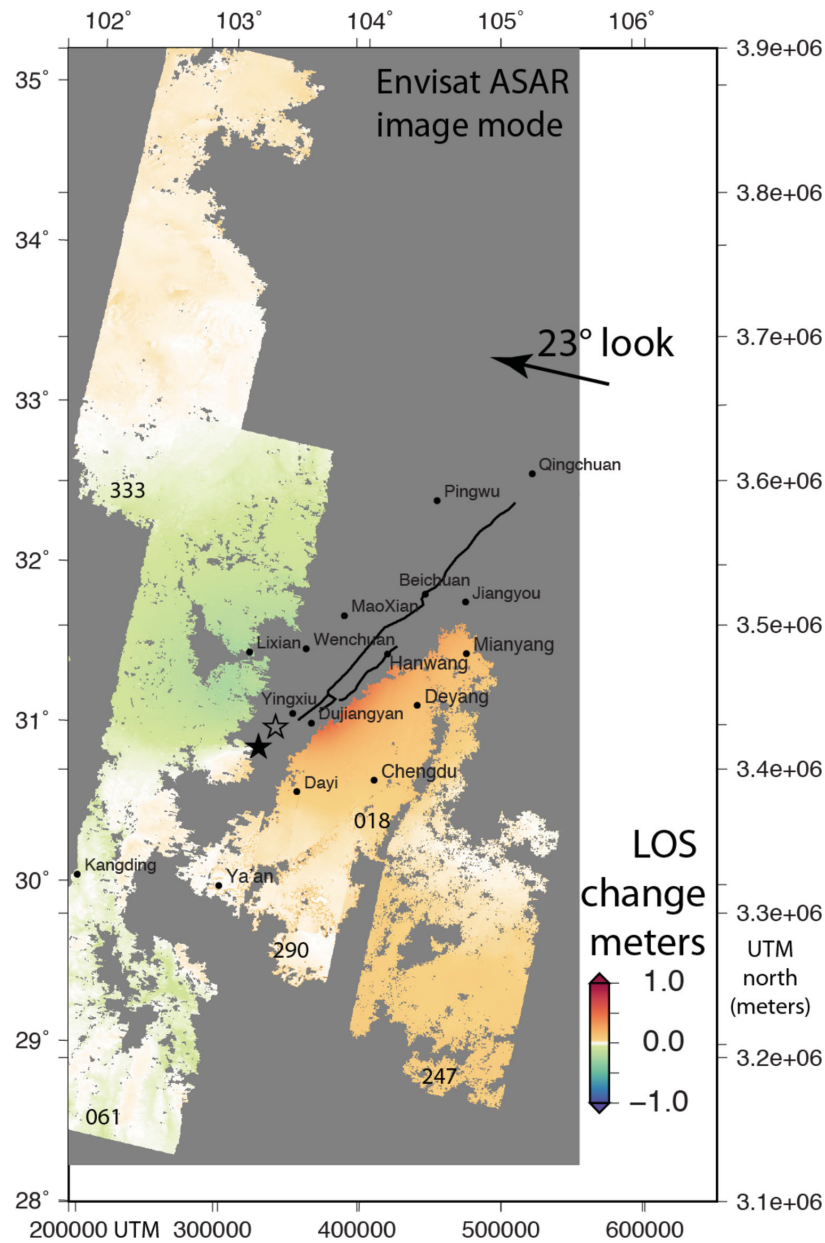 102° 103° 104° 105° 106°
35° 3.9e+06
Envisat ASAR
image mode
3.8e+06
34°
3.7e+06
23° look
33°
3.6e+06
Qingchuan
333
Pingwu
32°
Beichuan
Jiangyou
MaoXian
3.5e+06
Lixian Wenchuan Mianyang
Hanwang
Yingxiu Deyang
31° Dujiangyan
3.4e+06
Dayi Chengdu
018
LOS
change
meters
Kangding
30° Ya'an
3.3e+06
290
UTM
north
(meters)
1.0
0.0
−1.0
29°
3.2e+06
247
061
28° 3.1e+06
200000 UTM 300000 400000 500000 600000